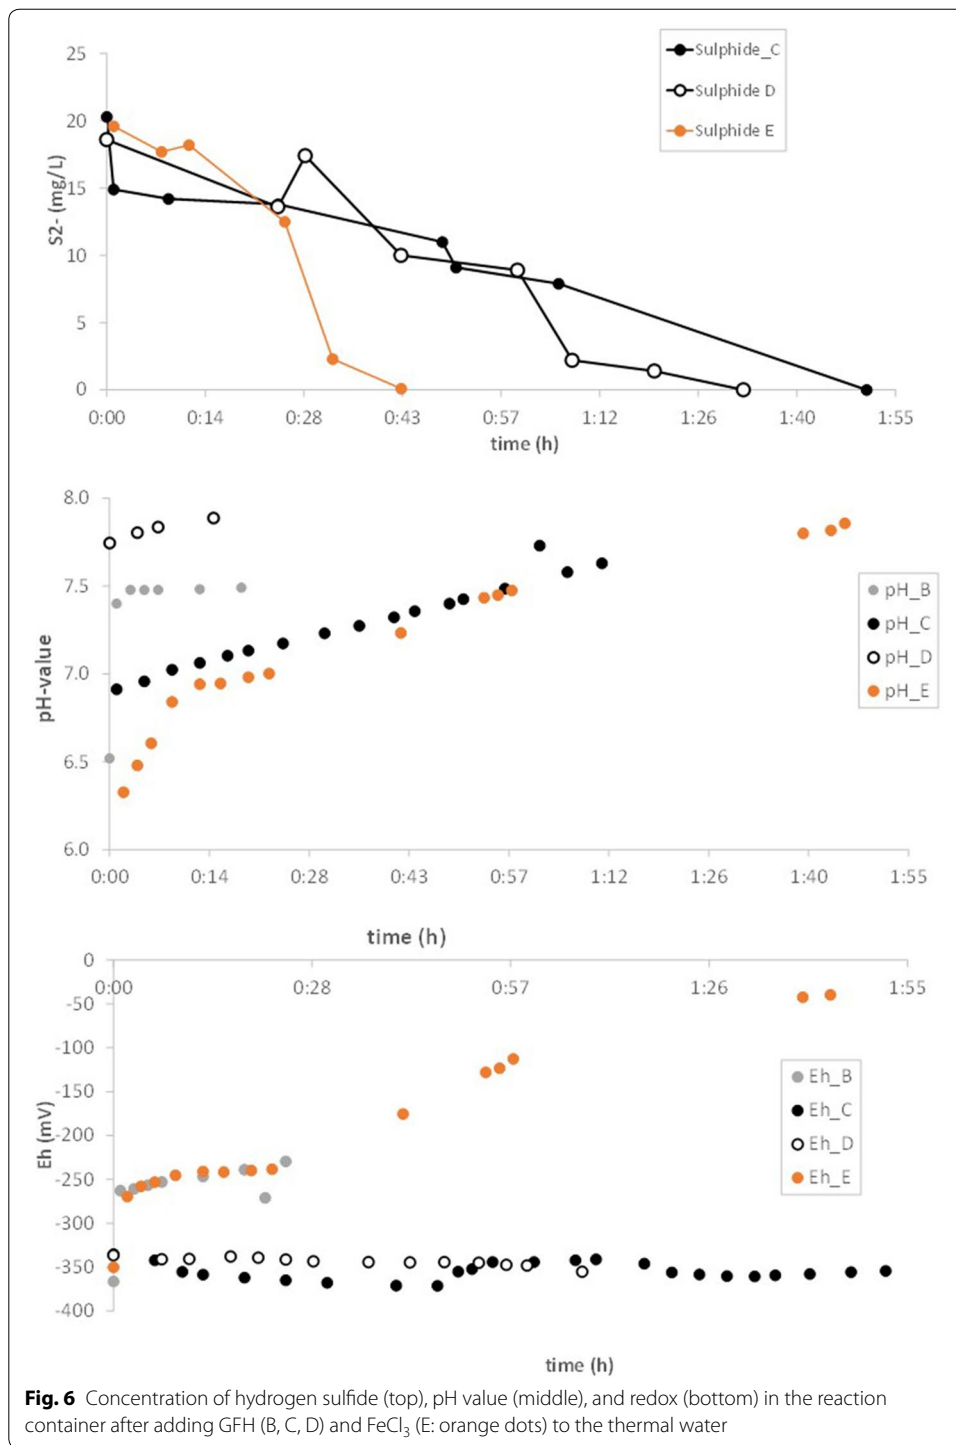 25
20
15
10
5
0
S2- (mg/L)
0:00 0:14 0:28 0:43 0:57 1:12 1:26 1:40 1:55
time (h)
Sulphide_C
Sulphide D
Sulphide E
8.0
7.5
7.0
6.5
6.0
pH-value
0:00 0:14 0:28 0:43 0:57 1:12 1:26 1:40 1:55
time (h)
pH_B
pH_C
pH_D
pH_E
0
-50
-100
-150
-200
-250
-300
-350
-400
Eh (mV)
0:00 0:28 0:57 1:26 1:55
time (h)
Eh_B
Eh_C
Eh_D
Eh_E
Fig. 6 Concentration of hydrogen sulfide (top), pH value (middle), and redox (bottom) in the reaction
container after adding GFH (B, C, D) and FeCl₃ (E: orange dots) to the thermal water